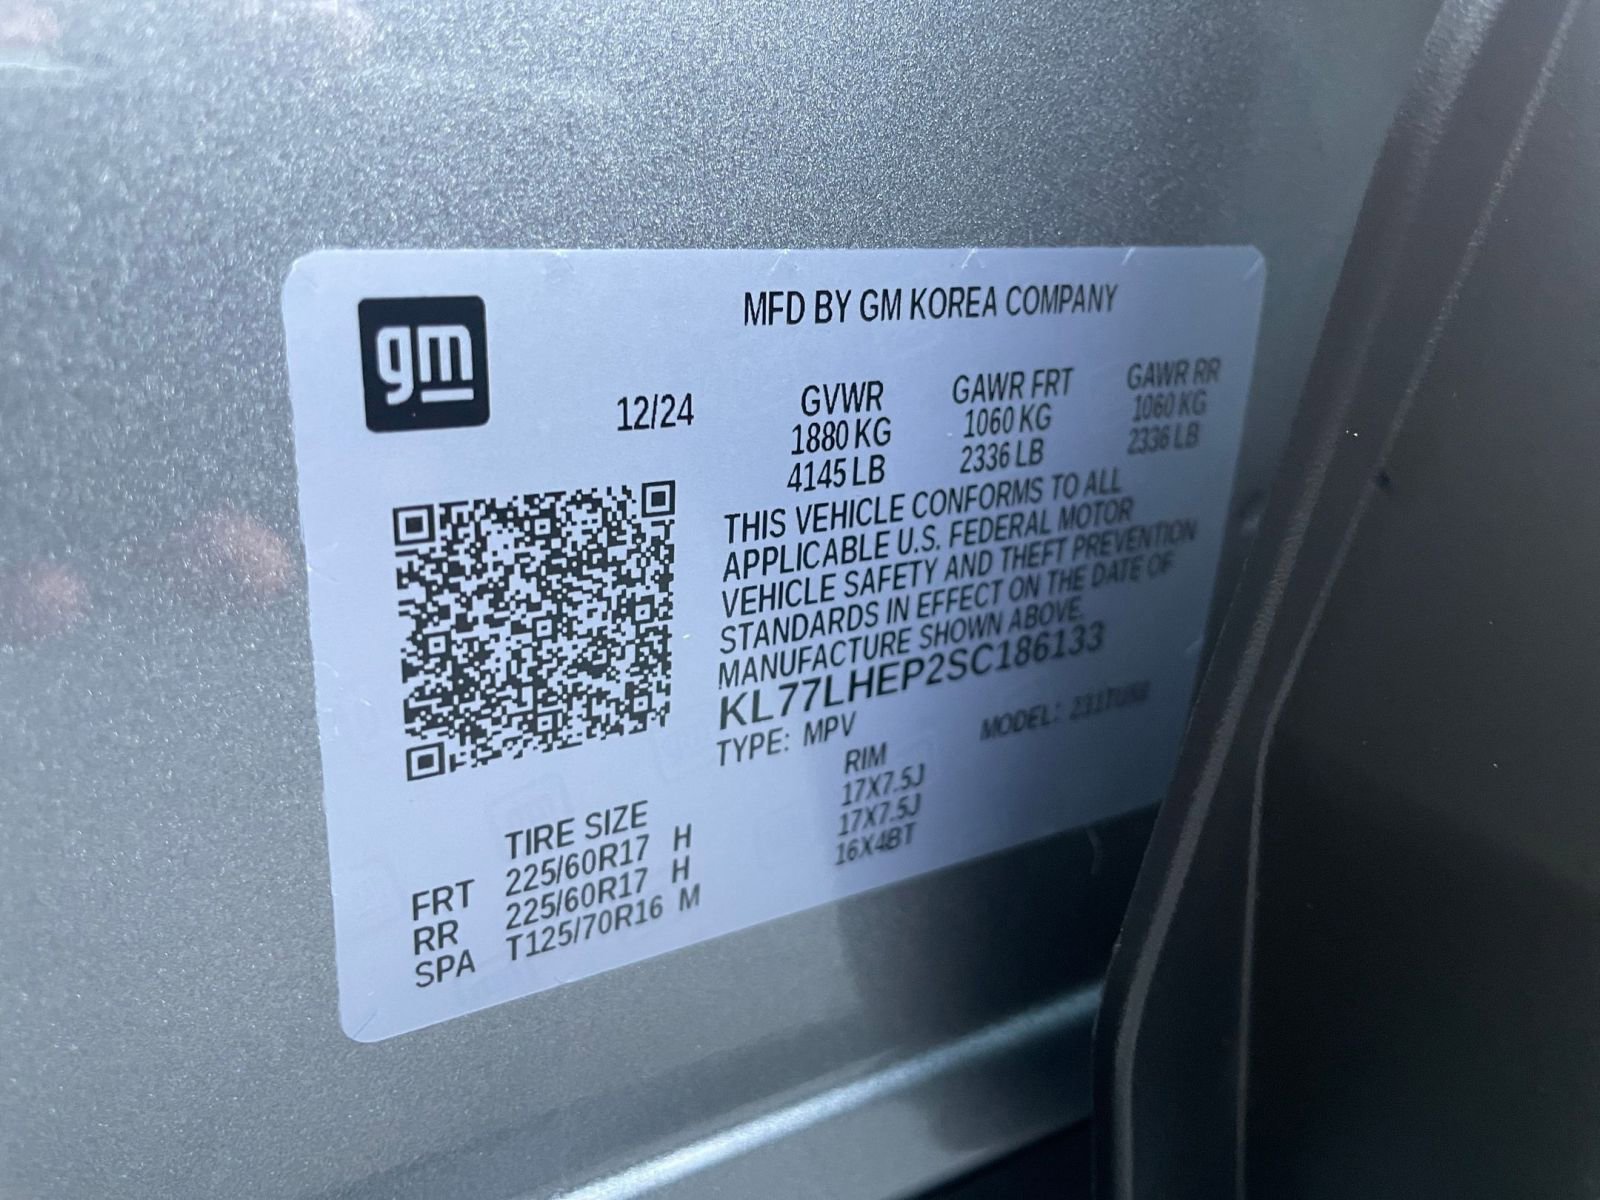 gm
MFD BY GM KOREA COMPANY
12/24
GVWR
1880 KG
4145 LB
GAWR FRT
1060 KG
2336 LB
GAWR RR
1060 KG
2336 LB
THIS VEHICLE CONFORMS TO ALL
APPLICABLE U.S. FEDERAL MOTOR
VEHICLE SAFETY AND THEFT PREVENTION
STANDARDS IN EFFECT ON THE DATE OF
MANUFACTURE SHOWN ABOVE.
KL77LHEP2SC186133
TYPE: MPV
MODEL:
TIRE SIZE
RIM
FRT 225/60R17 H 17X7.5J
RR 225/60R17 H 17X7.5J
SPA T125/70R16 M 16X4BT